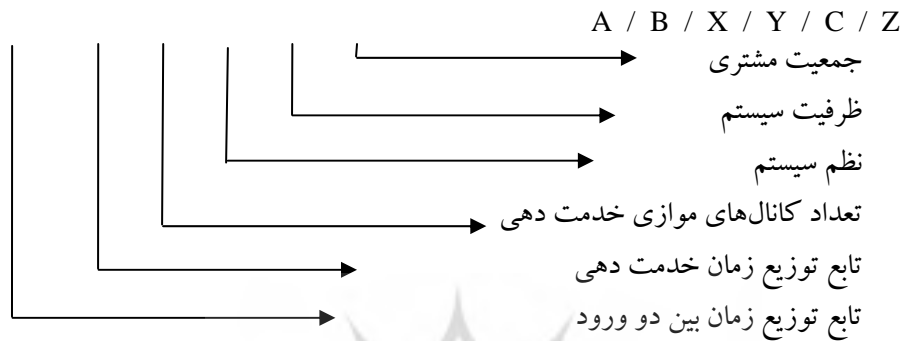 A / B / X / Y / C / Z
جمعیت مشتری
ظرفیت سیستم
نظم سیستم
تعداد کانال‌های موازی خدمت دهی
تابع توزیع زمان خدمت دهی
تابع توزیع زمان بین دو ورود